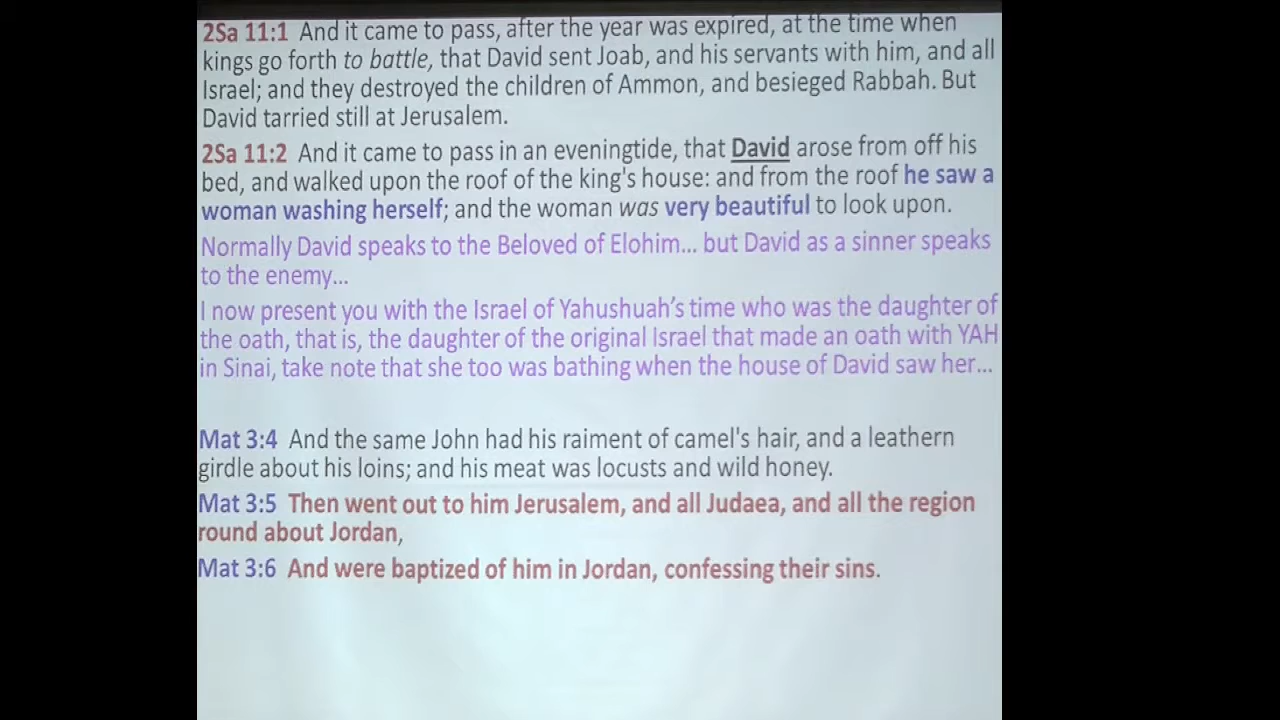 2Sa 11:1 And it came to pass, after the year was expired, at the time when
kings go forth to battle, that David sent Joab, and his servants with him, and all
Israel; and they destroyed the children of Ammon, and besieged Rabbah. But
David tarried still at Jerusalem.
2Sa 11:2 And it came to pass in an eveningtide, that David arose from off his
bed, and walked upon the roof of the king's house: and from the roof he saw a
woman washing herself; and the woman was very beautiful to look upon.
Normally David speaks to the Beloved of Elohim... but David as a sinner speaks
to the enemy...
I now present you with the Israel of Yahushuah's time who was the daughter of
the oath, that is, the daughter of the original Israel that made an oath with YAH
in Sinai, take note that she too was bathing when the house of David saw her...
Mat 3:4 And the same John had his raiment of camel's hair, and a leathern
girdle about his loins; and his meat was locusts and wild honey.
Mat 3:5 Then went out to him Jerusalem, and all Judaea, and all the region
round about Jordan,
Mat 3:6 And were baptized of him in Jordan, confessing their sins.